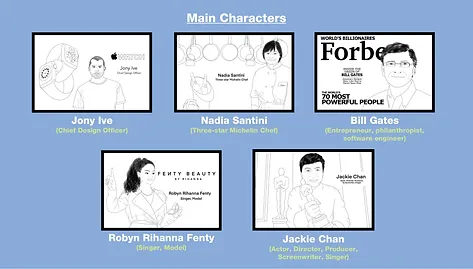 Main Characters
WATCH
Jony Ive
Chief Design Officer
Jony Ive
(Chief Design Officer)
Nadia Santini
Three-star Michelin Chef
Nadia Santini
(Three-star Michelin Chef)
WORLD'S BILLIONAIRES
Forbe
BILL GATES
THE WORLD'S
70 MOST
POWERFUL PEOPLE
Bill Gates
(Entrepreneur, philanthropist,
software engineer)
FENTY BEAUTY
BY RIHANNA
Robyn Rihanna Fenty
Singer, Model
Robyn Rihanna Fenty
(Singer, Model)
Jackie Chan
Jackie Chan
(Actor, Director, Producer,
Screenwriter, Singer)